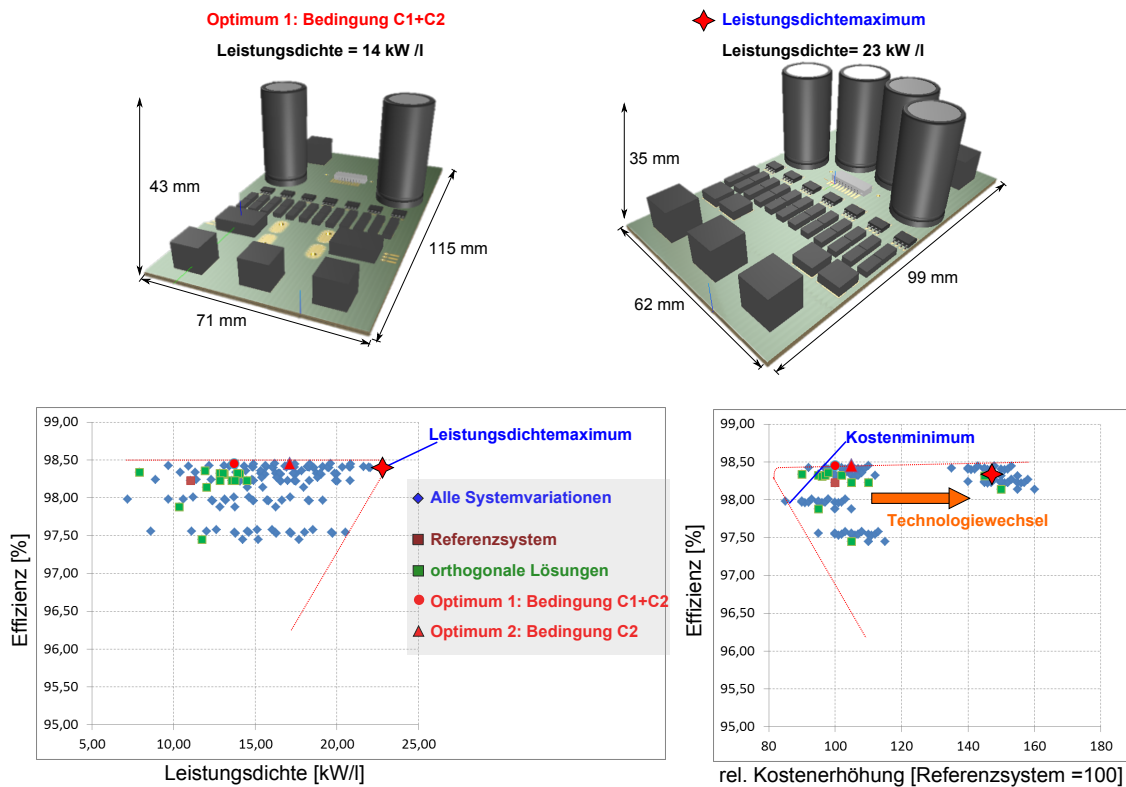 Optimum 1: Bedingung C1+C2
Leistungsdichte = 14 kW /l
43 mm
115 mm
71 mm
Leistungsdichtemaximum
Leistungsdichte= 23 kW /l
35 mm
99 mm
62 mm
Effizienz [%]
99,00
98,50
98,00
97,50
97,00
96,50
96,00
95,50
95,00
5,00 10,00 15,00 20,00 25,00
Leistungsdichte [kW/l]
Leistungsdichtemaximum
Alle Systemvariationen
Referenzsystem
orthogonale Lösungen
Optimum 1: Bedingung C1+C2
Optimum 2: Bedingung C2
Effizienz [%]
99,00
98,50
98,00
97,50
97,00
96,50
96,00
95,50
95,00
80 100 120 140 160 180
rel. Kostenerhöhung [Referenzsystem =100]
Kostenminimum
Technologiewechsel